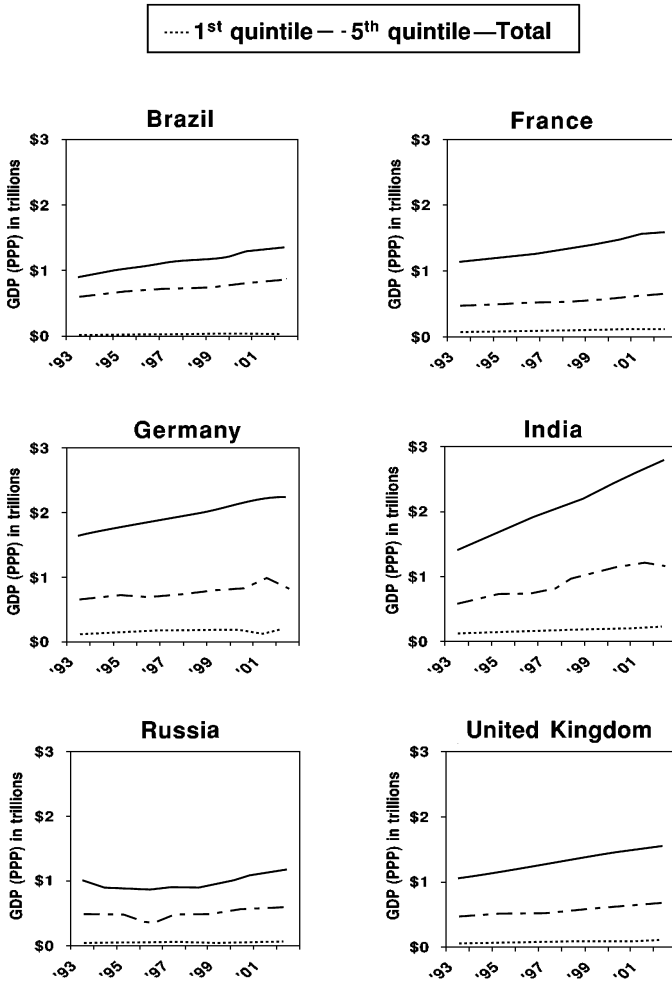 1st quintile 5th quintile Total
Brazil
GDP (PPP) in trillions
$3
$2
$1
$0
'93 '95 '97 '99 '01
France
GDP (PPP) in trillions
$3
$2
$1
$0
'93 '95 '97 '99 '01
Germany
GDP (PPP) in trillions
$3
$2
$1
$0
'93 '95 '97 '99 '01
India
GDP (PPP) in trillions
$3
$2
$1
$0
'93 '95 '97 '99 '01
Russia
GDP (PPP) in trillions
$3
$2
$1
$0
'93 '95 '97 '99 '01
United Kingdom
GDP (PPP) in trillions
$3
$2
$1
$0
'93 '95 '97 '99 '01